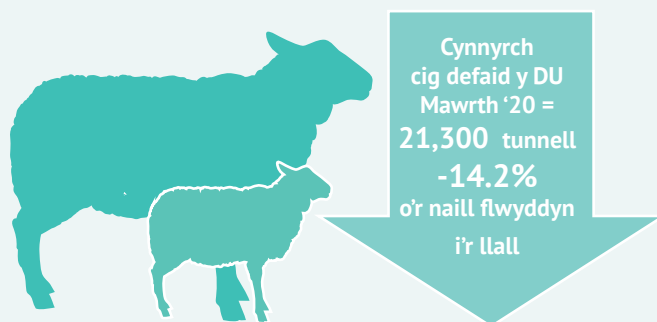 Cynnyrch
cig defaid y DU
Mawrth ‘20 =
21,300 tunnell
-14.2%
o’r naill flwyddyn
i’r llall